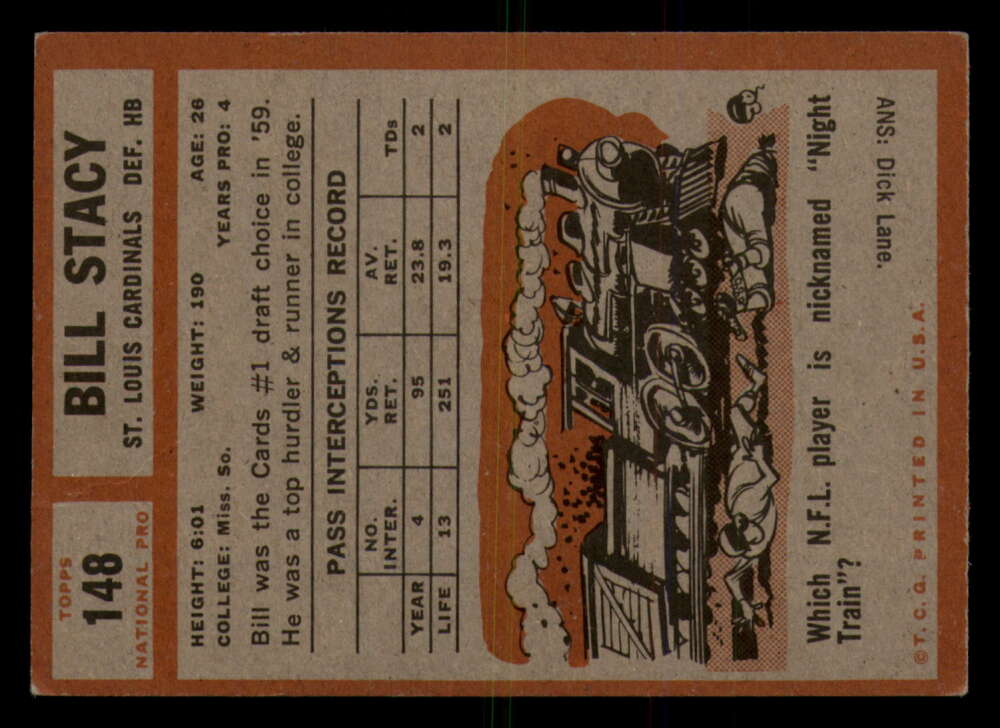 TOPPS
148
NATIONAL PRO
BILL STACY
ST. LOUIS CARDINALS DEF. HB
HEIGHT: 6:01 WEIGHT: 190 AGE: 26
COLLEGE: Miss. So. YEARS PRO: 4
Bill was the Cards #1 draft choice in '59.
He was a top hurdler & runner in college.
PASS INTERCEPTIONS RECORD
NO. INTER. YDS. RET. AV. RET. TDs
YEAR 4 95 23.8 2
LIFE 13 251 19.3 2
Which N.F.L. player is nicknamed "Night
Train"?
ANS: Dick Lane.
© T. C. G. PRINTED IN U.S.A.